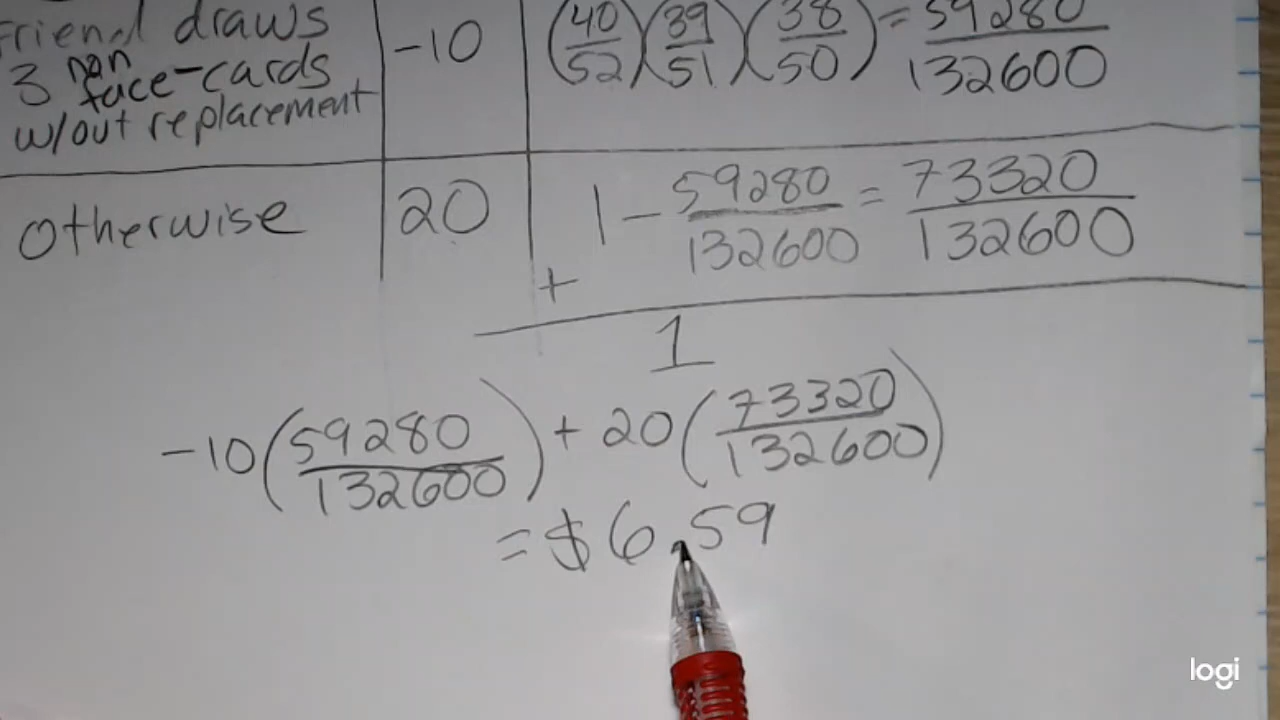 Friend draws
3 non face-cards
w/out replacement
-10
(40/52)(39/51)(38/50) = 59280/132600
otherwise
20
1 - 59280/132600 = 73320/132600
+
1
-10(59280/132600) + 20(73320/132600)
= $6.59
logi